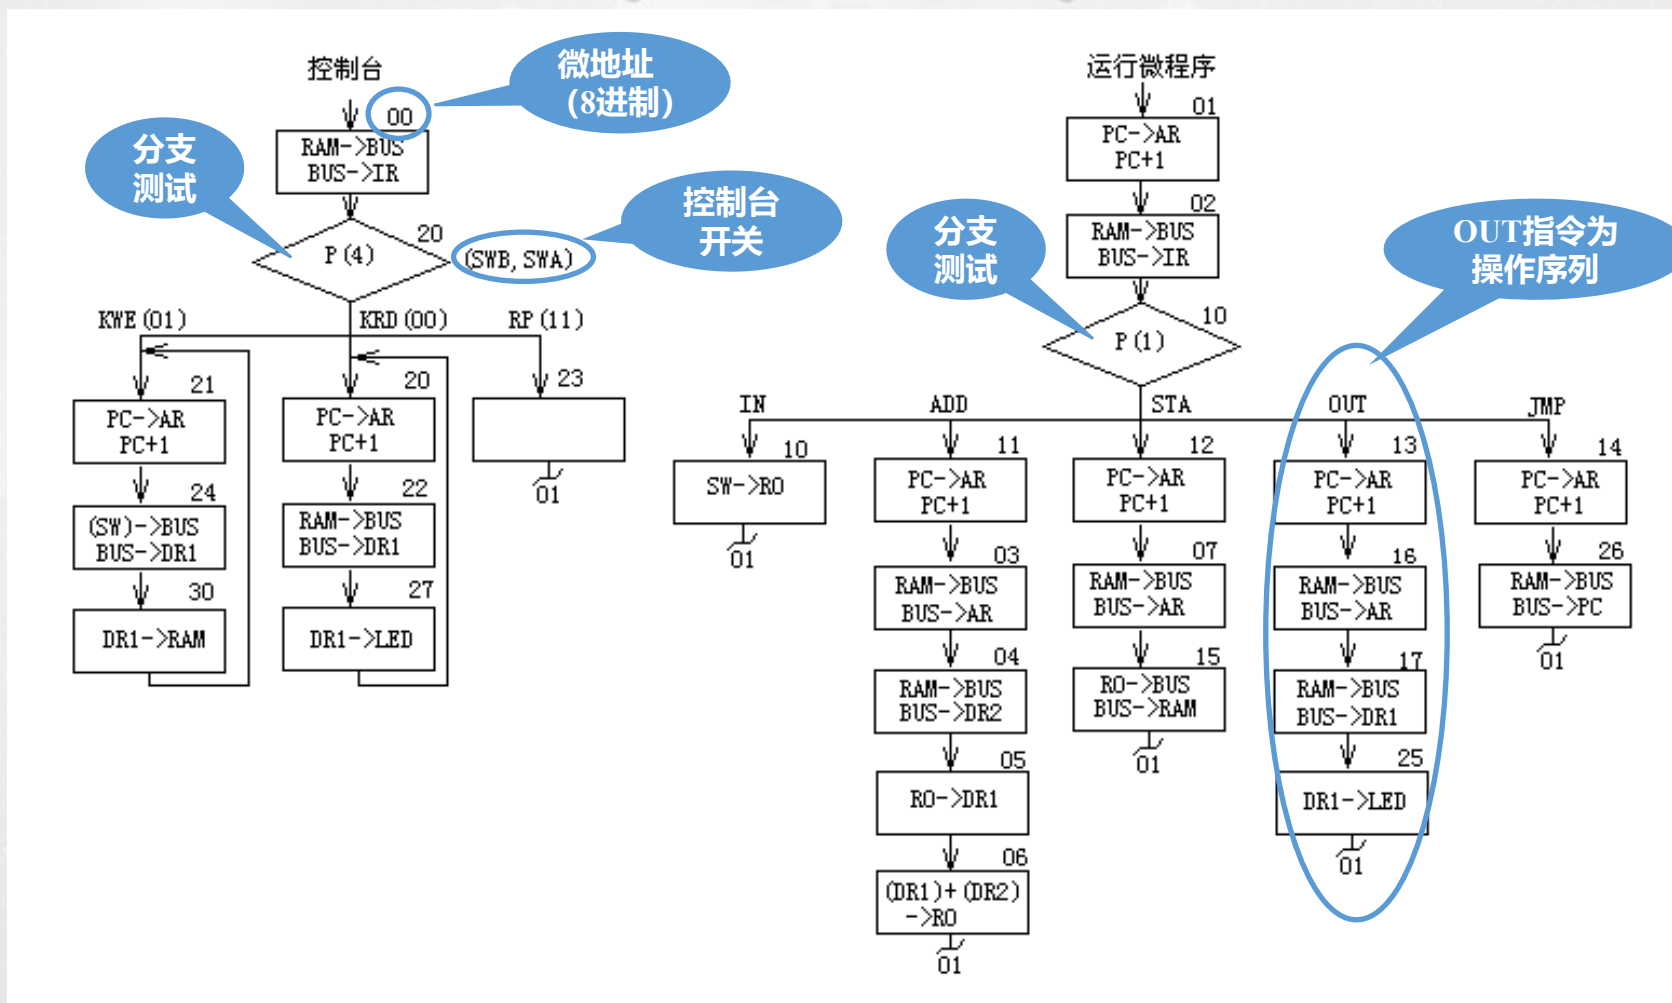 控制台
微地址
(8进制)
00
RAM->BUS
BUS->IR
分支
测试
控制台
开关
20
P(4)
(SWB,SWA)
KWE(01)
KRD(00)
RP(11)
21
PC->AR
PC+1
20
PC->AR
PC+1
23
01
24
(SW)->BUS
BUS->DR1
22
RAM->BUS
BUS->DR1
30
DR1->RAM
27
DR1->LED
运行微程序
01
PC->AR
PC+1
02
RAM->BUS
BUS->IR
分支
测试
OUT指令为
操作序列
10
P(1)
IN
ADD
STA
OUT
JMP
10
SW->RO
01
11
PC->AR
PC+1
03
RAM->BUS
BUS->AR
04
RAM->BUS
BUS->DR2
05
RO->DR1
06
(DR1)+(DR2)
->RO
01
12
PC->AR
PC+1
07
RAM->BUS
BUS->AR
15
RO->BUS
BUS->RAM
01
13
PC->AR
PC+1
16
RAM->BUS
BUS->AR
17
RAM->BUS
BUS->DR1
25
DR1->LED
01
14
PC->AR
PC+1
26
RAM->BUS
BUS->PC
01